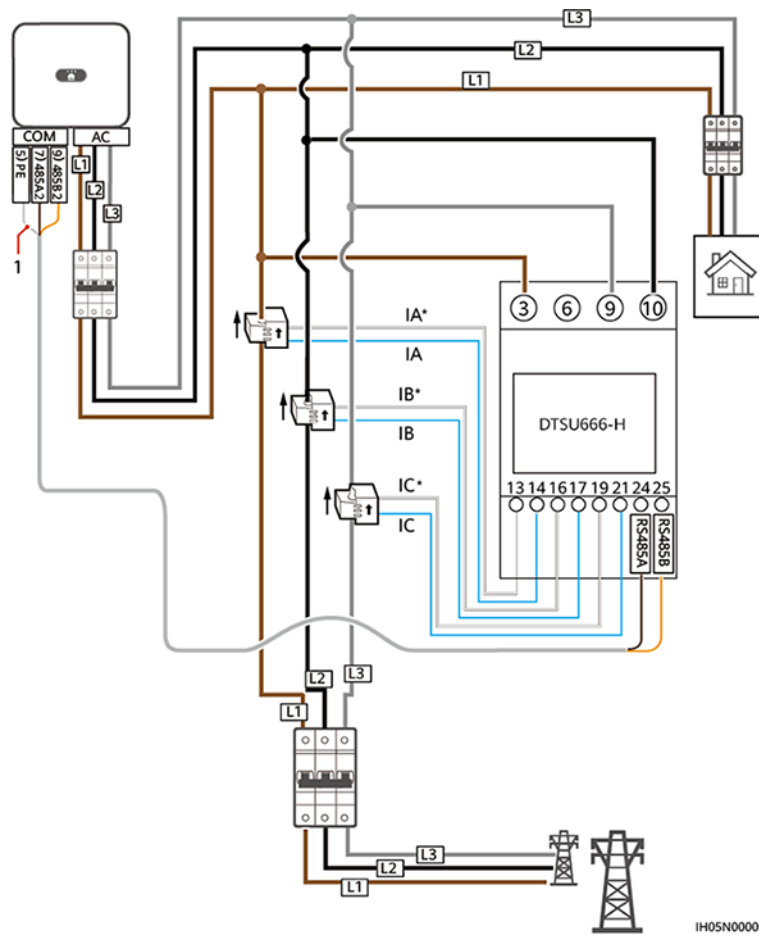 L3
L2
L1
COM
AC
5) PE
7) 485A2
9) 485B2
L1
L2
L3
1
3
6
9
10
IA*
IA
IB*
IB
DTSU666-H
IC*
IC
13 14 16 17 19 21 24 25
RS485A
RS485B
L2
L3
L1
L3
L2
L1
IH05N0000